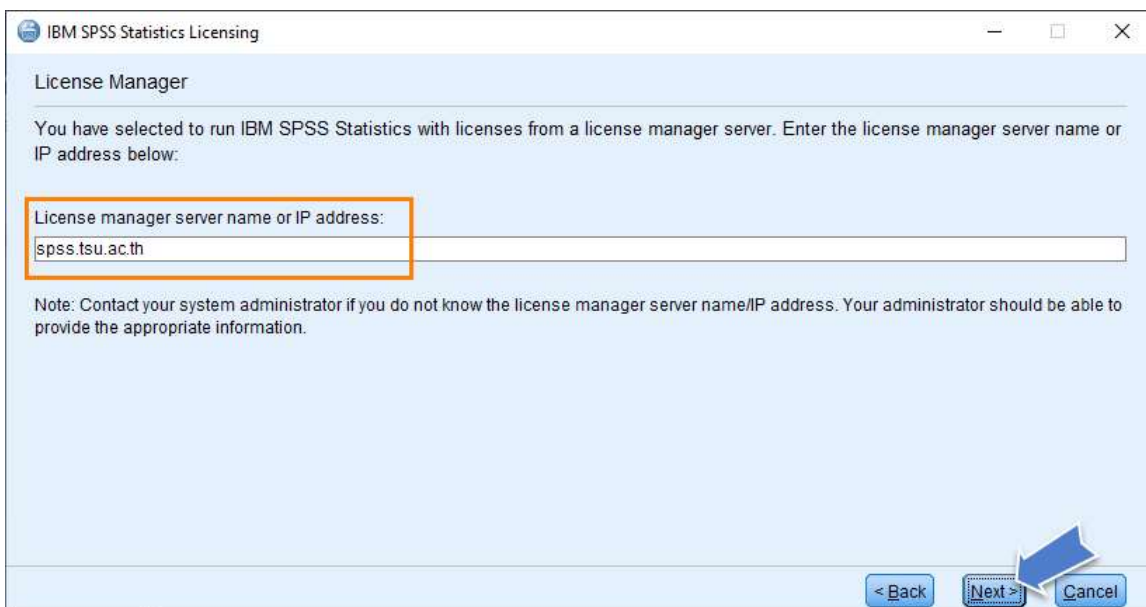 IBM SPSS Statistics Licensing
License Manager
You have selected to run IBM SPSS Statistics with licenses from a license manager server. Enter the license manager server name or
IP address below:
License manager server name or IP address:
spss.tsu.ac.th
Note: Contact your system administrator if you do not know the license manager server name/IP address. Your administrator should be able to
provide the appropriate information.
< Back Next > Cancel